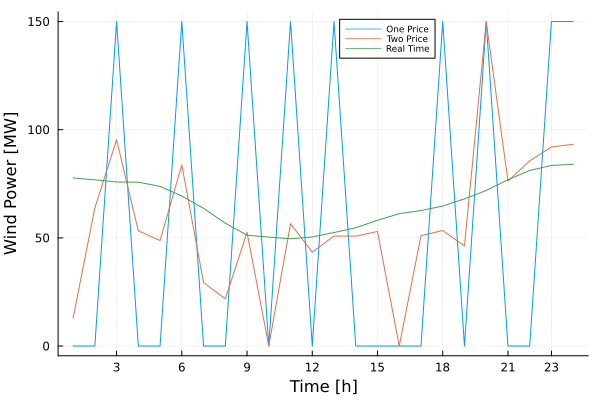 150
100
50
0
Wind Power [MW]
One Price
Two Price
Real Time
3 6 9 12 15 18 21 23
Time [h]